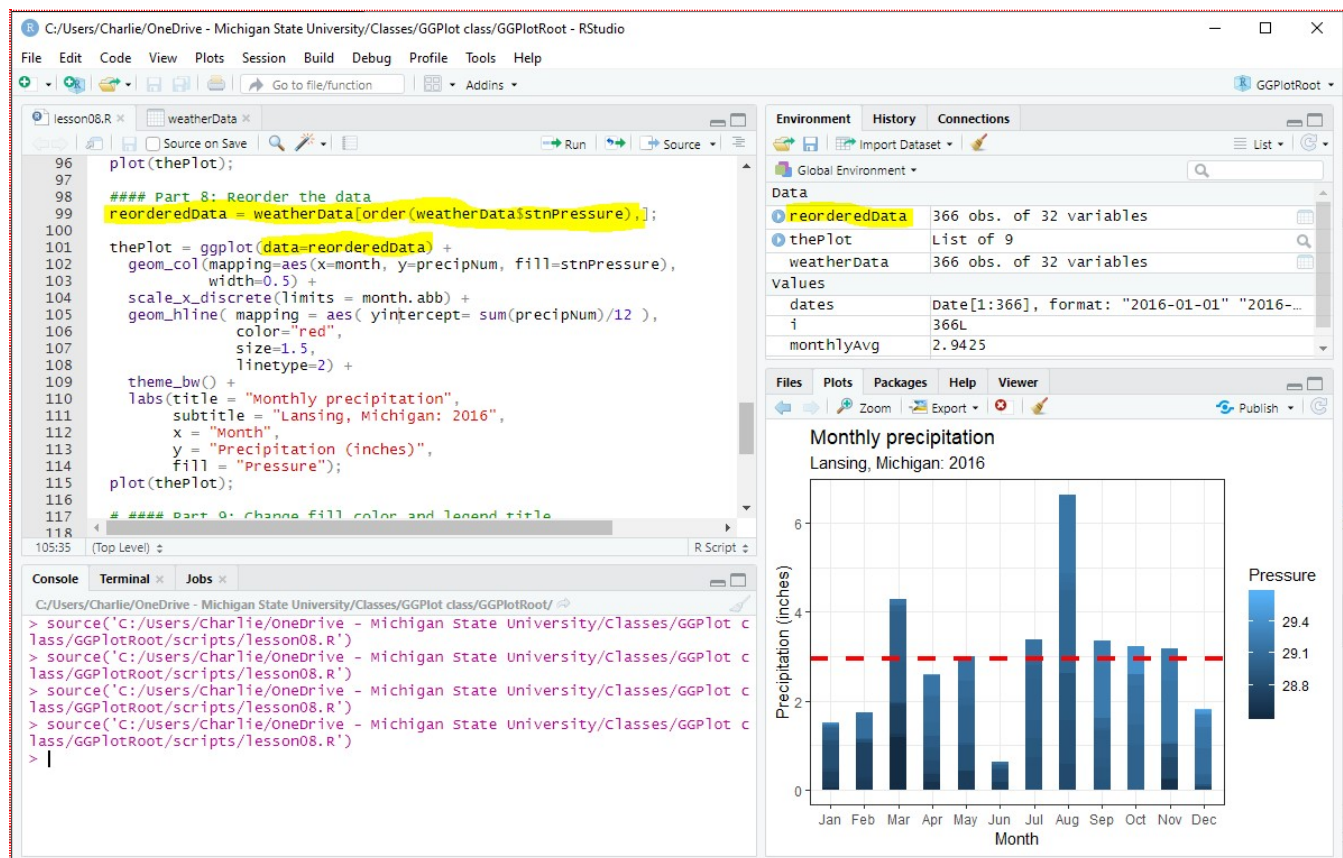 C:/Users/Charlie/OneDrive - Michigan State University/Classes/GGPlot class/GGPlotRoot - RStudio
File Edit Code View Plots Session Build Debug Profile Tools Help
Go to file/function
Addins
GGPlotRoot
lesson08.R
weatherData
Source on Save
Run
Source
96 plot(thePlot);
97
98 #### Part 8: Reorder the data
99 reorderedData = weatherData[order(weatherData$stnPressure),];
100
101 thePlot = ggplot(data=reorderedData) +
102 geom_col(mapping=aes(x=month, y=precipNum, fill=stnPressure),
103 width=0.5) +
104 scale_x_discrete(limits = month.abb) +
105 geom_hline( mapping = aes( yintercept= sum(precipNum)/12 ),
106 color="red",
107 size=1.5,
108 linetype=2) +
109 theme_bw() +
110 labs(title = "Monthly precipitation",
111 subtitle = "Lansing, Michigan: 2016",
112 x = "Month",
113 y = "Precipitation (inches)",
114 fill = "Pressure");
115 plot(thePlot);
116
117 # #### Part 9: Change fill color and legend title
118
105:35 (Top Level) R Script
Console Terminal Jobs
C:/Users/Charlie/OneDrive - Michigan State University/Classes/GGPlot class/GGPlotRoot/
> source('C:/Users/Charlie/OneDrive - Michigan State University/Classes/GGPlot c
lass/GGPlotRoot/scripts/lesson08.R')
> source('C:/Users/Charlie/OneDrive - Michigan State University/Classes/GGPlot c
lass/GGPlotRoot/scripts/lesson08.R')
> source('C:/Users/Charlie/OneDrive - Michigan State University/Classes/GGPlot c
lass/GGPlotRoot/scripts/lesson08.R')
> source('C:/Users/Charlie/OneDrive - Michigan State University/Classes/GGPlot c
lass/GGPlotRoot/scripts/lesson08.R')
>
Environment History Connections
Import Dataset
List
Global Environment
Data
reorderedData 366 obs. of 32 variables
thePlot List of 9
weatherData 366 obs. of 32 variables
Values
dates Date[1:366], format: "2016-01-01" "2016-...
i 366L
monthlyAvg 2.9425
Files Plots Packages Help Viewer
Zoom Export Publish
Monthly precipitation
Lansing, Michigan: 2016
Precipitation (inches)
6
4
2
0
Jan Feb Mar Apr May Jun Jul Aug Sep Oct Nov Dec
Month
Pressure
29.4
29.1
28.8